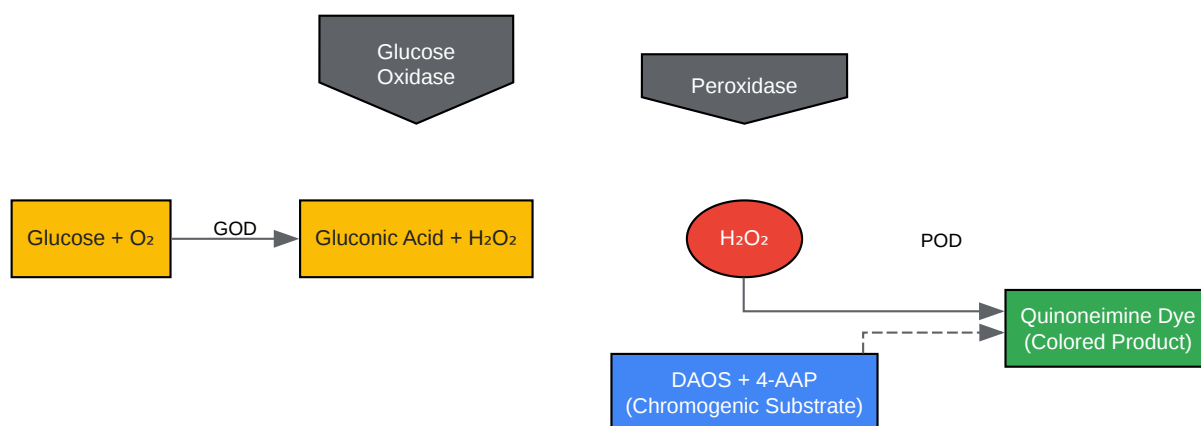 Glucose
Oxidase
Peroxidase
Glucose + O₂
GOD
Gluconic Acid + H₂O₂
H₂O₂
POD
Quinoneimine Dye
(Colored Product)
DAOS + 4-AAP
(Chromogenic Substrate)